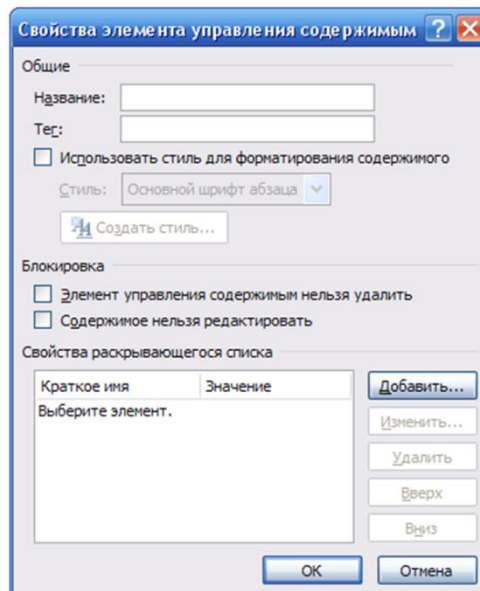 Свойства элемента управления содержимым
Общие
Название:
Тег:
Использовать стиль для форматирования содержимого
Стиль: Основной шрифт абзаца
Создать стиль...
Блокировка
Элемент управления содержимым нельзя удалить
Содержимое нельзя редактировать
Свойства раскрывающегося списка
Краткое имя Значение
Выберите элемент.
Добавить...
Изменить...
Удалить
Вверх
Вниз
ОК Отмена